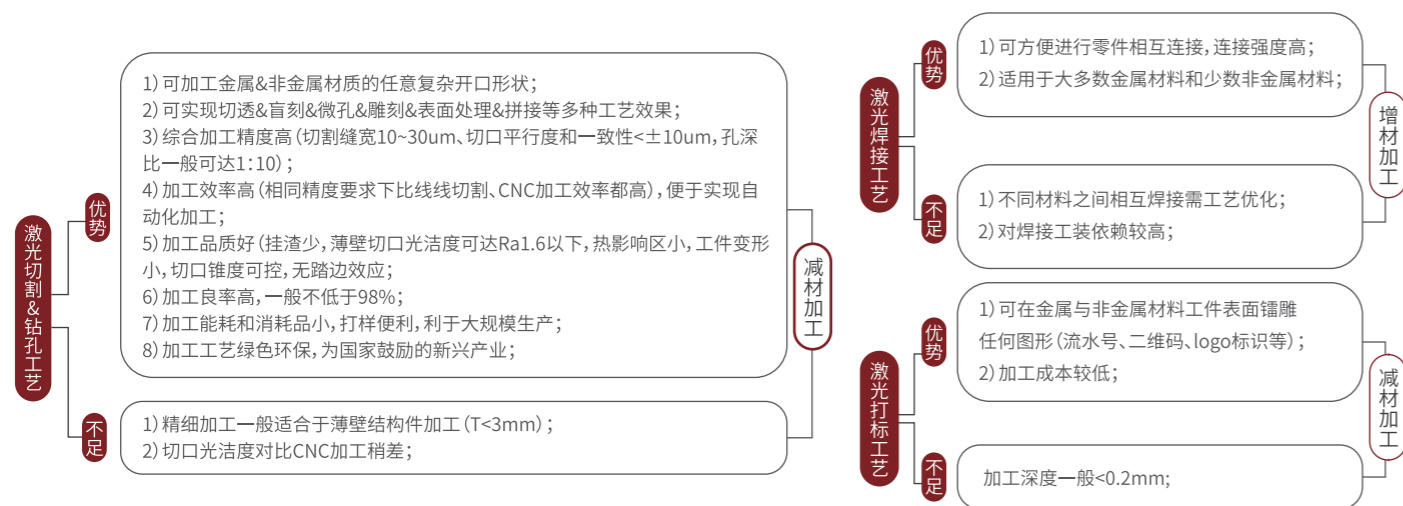 激光切割&钻孔工艺
优势
1）可加工金属&非金属材质的任意复杂开口形状；
2）可实现切透&盲刻&微孔&雕刻&表面处理&拼接等多种工艺效果；
3）综合加工精度高（切割缝宽10~30um、切口平行度和一致性<±10um，孔深
比一般可达1：10）；
4）加工效率高（相同精度要求下比线线切割、CNC加工效率都高），便于实现自
动化加工；
5）加工品质好（挂渣少，薄壁切口光洁度可达Ra1.6以下，热影响区小，工件变形
小，切口锥度可控，无踏边效应；
6）加工良率高，一般不低于98%；
7）加工能耗和消耗品小，打样便利，利于大规模生产；
8）加工工艺绿色环保，为国家鼓励的新兴产业；
不足
1）精细加工一般适合于薄壁结构件加工（T<3mm）；
2）切口光洁度对比CNC加工稍差；
减材加工
激光焊接工艺
优势
1）可方便进行零件相互连接，连接强度高；
2）适用于大多数金属材料和少数非金属材料；
不足
1）不同材料之间相互焊接需工艺优化；
2）对焊接工装依赖较高；
增材加工
激光打标工艺
优势
1）可在金属与非金属材料工件表面镭雕
任何图形（流水号、二维码、logo标识等）；
2）加工成本较低；
不足
加工深度一般<0.2mm;
减材加工